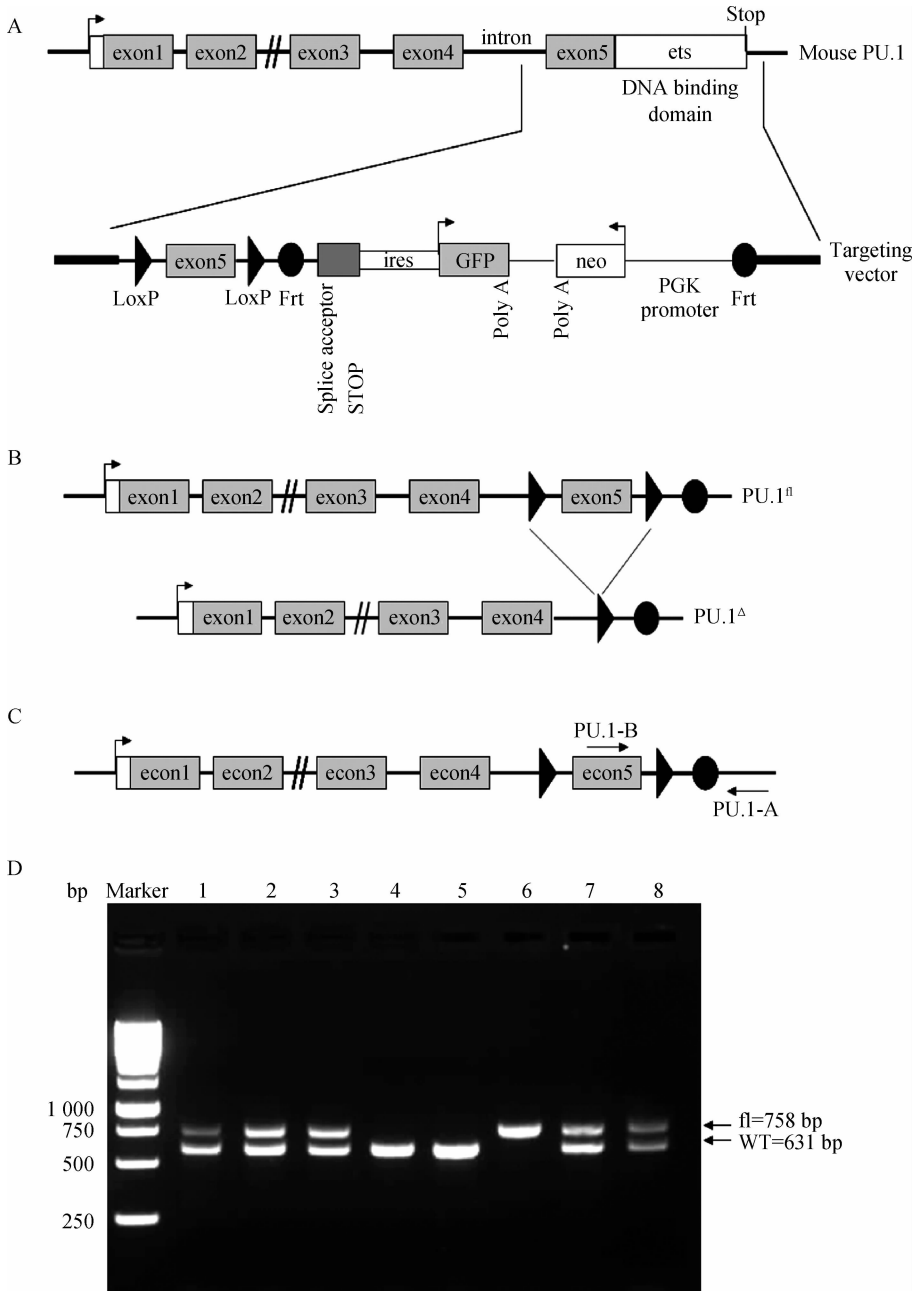 A
exon1 exon2 exon3 exon4 intron exon5 ets Stop Mouse PU.1
DNA binding
domain
LoxP exon5 LoxP Frt Splice acceptor STOP ires GFP Poly A Poly A neo PGK
promoter Frt Targeting
vector
B
exon1 exon2 exon3 exon4 exon5 PU.1fl
exon1 exon2 exon3 exon4 PU.1Δ
C
PU.1-B
econ1 econ2 econ3 econ4 econ5
PU.1-A
D
bp Marker 1 2 3 4 5 6 7 8
1 000
750
500
250
fl=758 bp
WT=631 bp